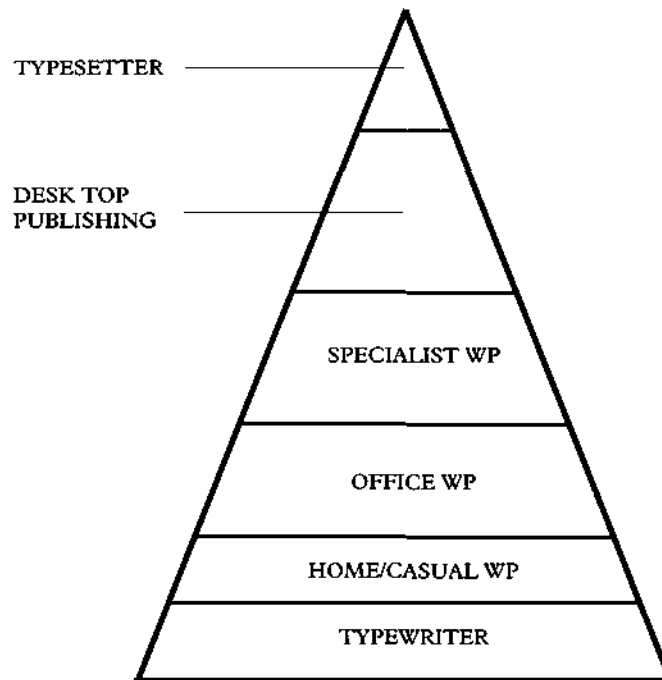 TYPESETTER
DESK TOP
PUBLISHING
SPECIALIST WP
OFFICE WP
HOME/CASUAL WP
TYPEWRITER